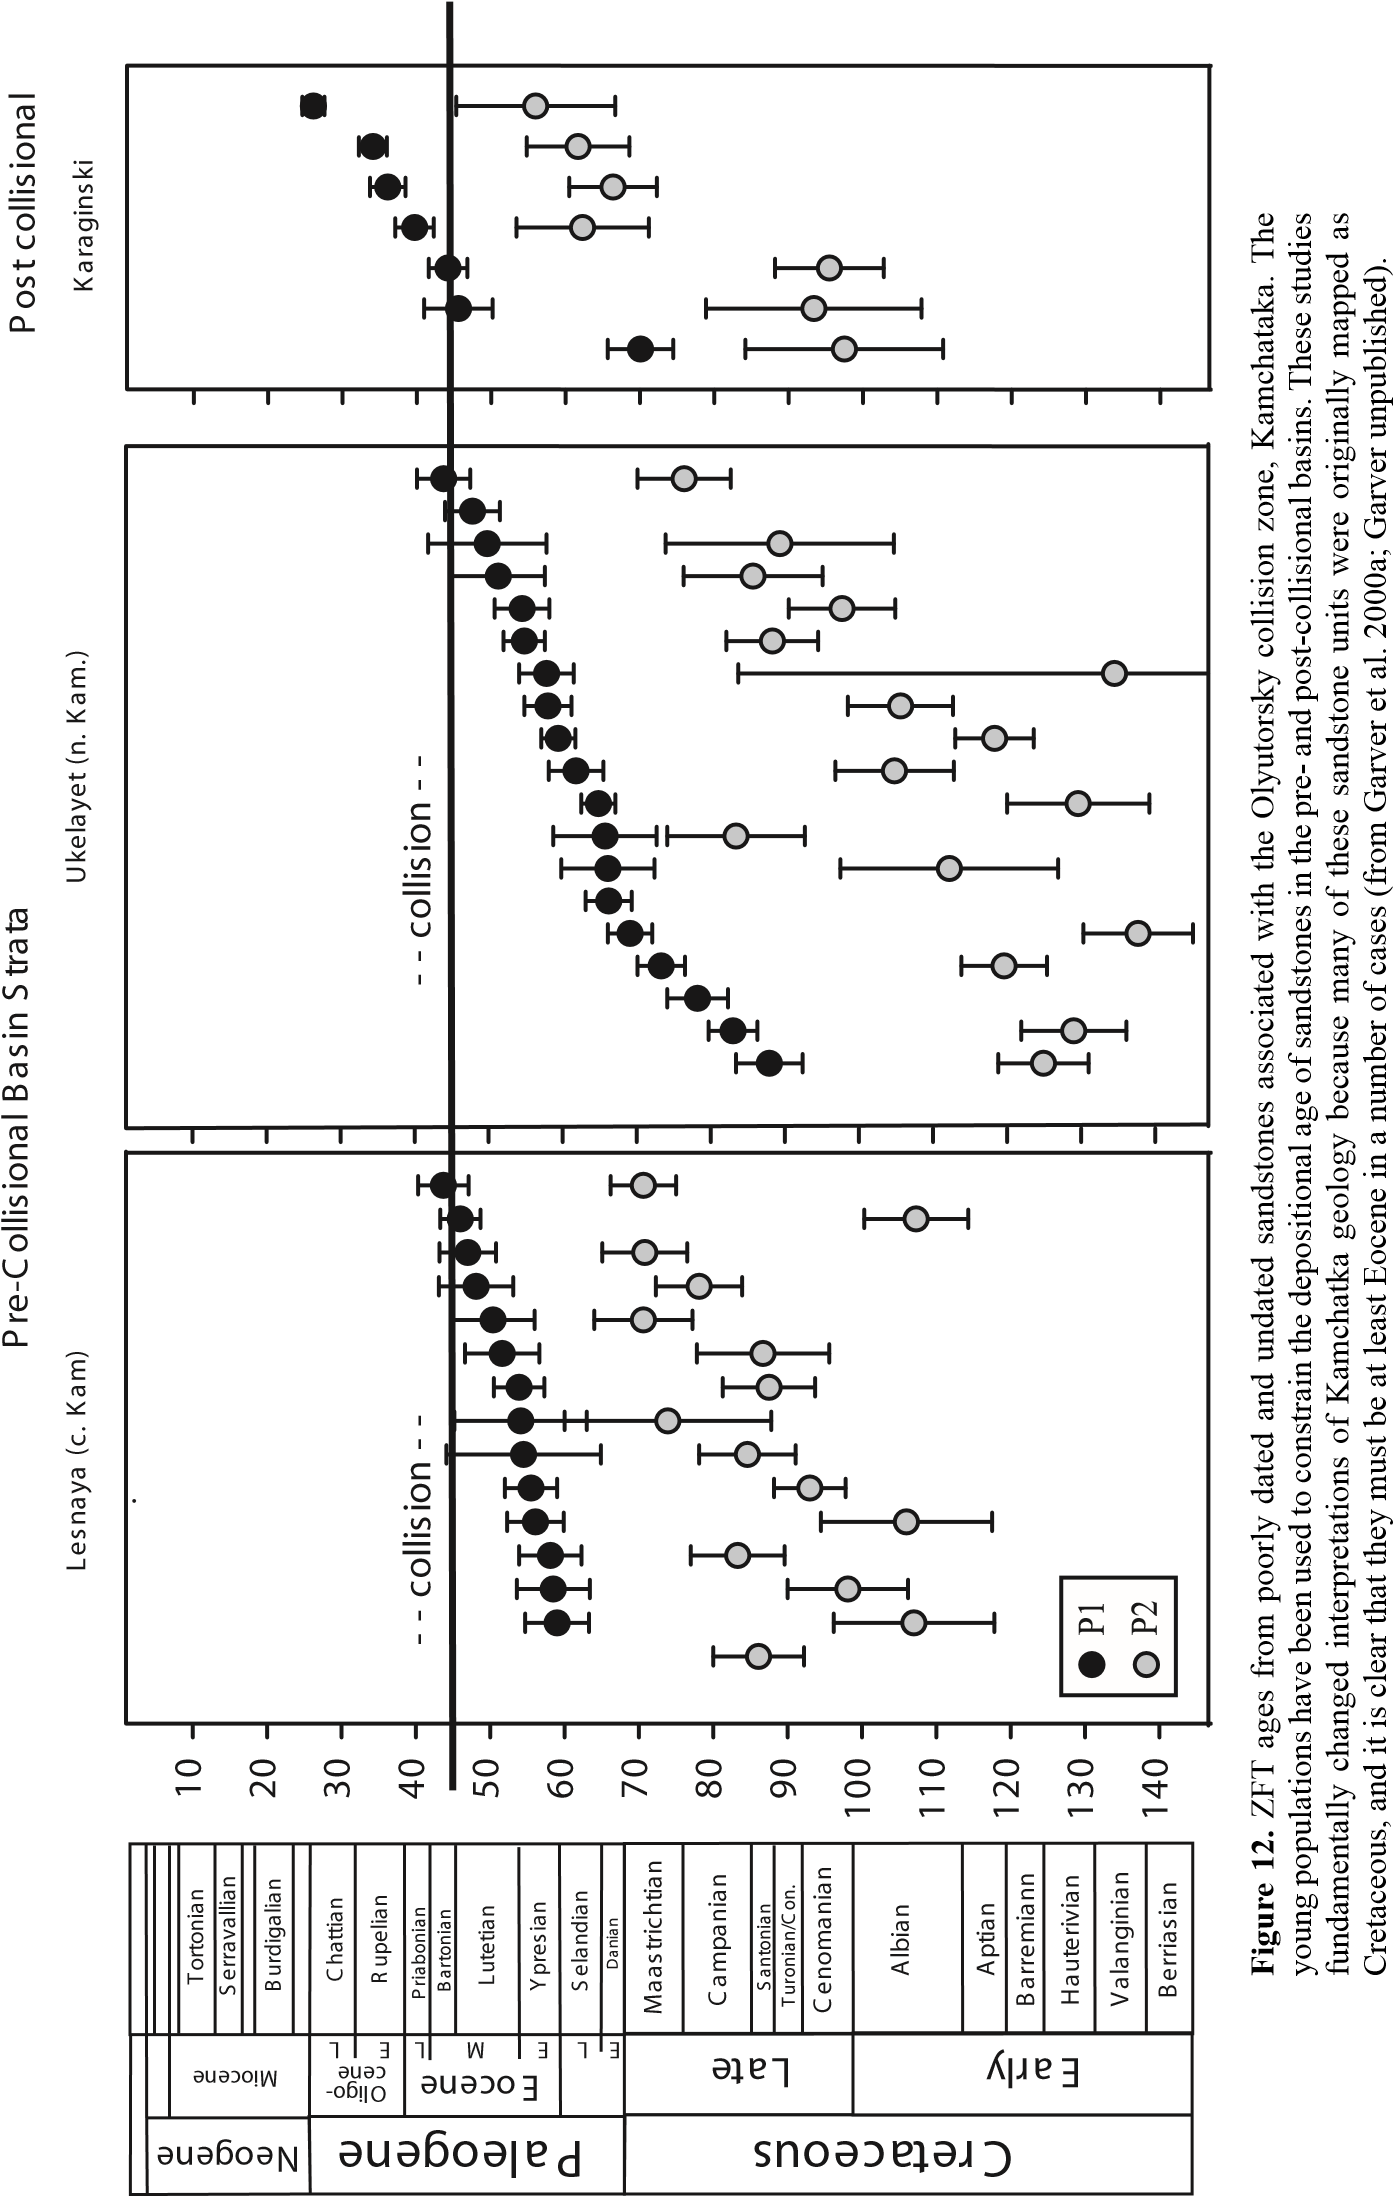 Pre-Collisional Basin Strata
Post collisional
Lesnaya (c. Kam)
Ukelayet (n. Kam.)
Karaginski
-- collision --
-- collision --
P1
P2
10
20
30
40
50
60
70
80
90
100
110
120
130
140
Tortonian
Serravallian
Burdigalian
Chattian
Rupelian
Priabonian
Bartonian
Lutetian
Ypresian
Selandian
Danian
Maastrichtian
Campanian
Santonian
Turonian/Con.
Cenomanian
Albian
Aptian
Barremiann
Hauterivian
Valanginian
Berriasian
L
E
L
M
E
L
E
Miocene
Oligo-
cene
Eocene
Late
Early
Neogene
Paleogene
Cretaceous
Figure 12. ZFT ages from poorly dated and undated sandstones associated with the Olyutorsky collision zone, Kamchataka. The
young populations have been used to constrain the depositional age of sandstones in the pre- and post-collisional basins. These studies
fundamentally changed interpretations of Kamchatka geology because many of these sandstone units were originally mapped as
Cretaceous, and it is clear that they must be at least Eocene in a number of cases (from Garver et al. 2000a; Garver unpublished).